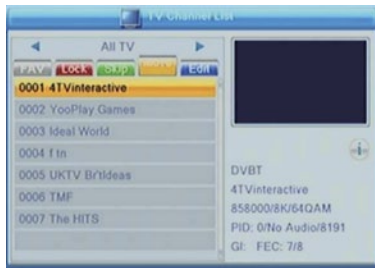 TV Channel List
All TV
FAV Lock Skip Move Edit
0001 4TVinteractive
0002 YooPlay Games
0003 Ideal World
0004 f tn
0005 UKTV Br'tIdeas
0006 TMF
0007 The HITS
DVBT
4TVinteractive
858000/8K/64QAM
PID: 0/No Audio/8191
GI: FEC: 7/8